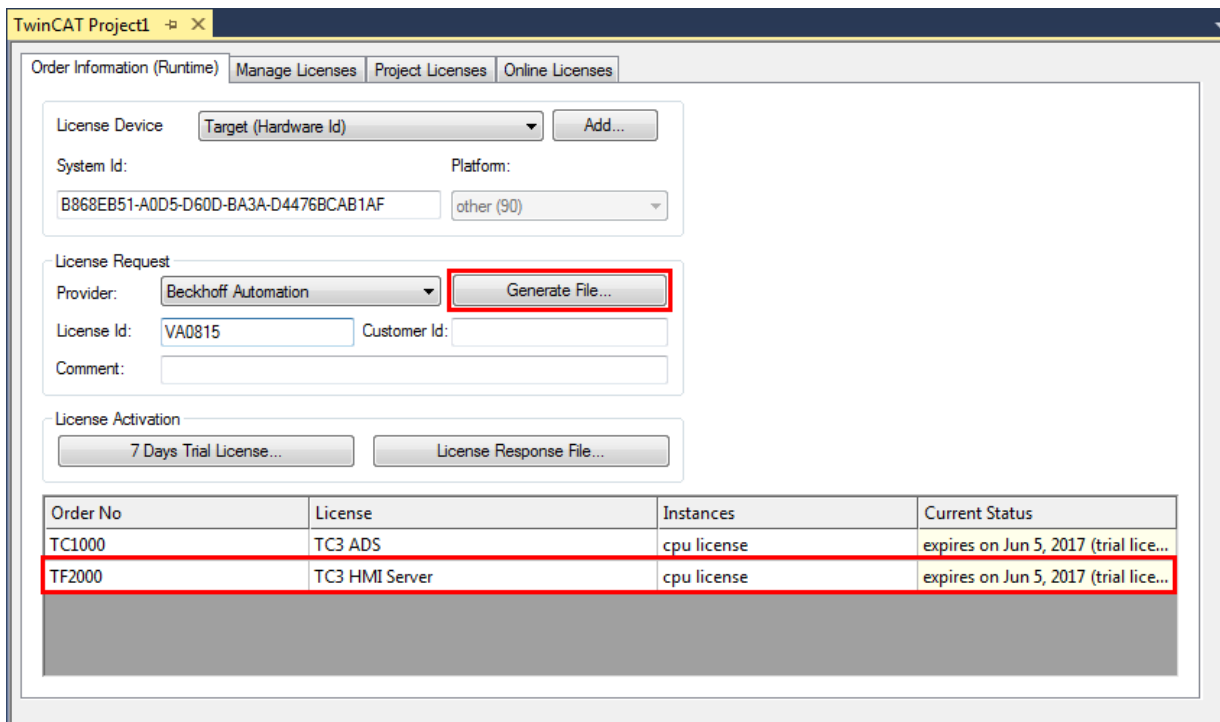 TwinCAT Project1
Order Information (Runtime) Manage Licenses Project Licenses Online Licenses
License Device Target (Hardware Id) Add...
System Id: Platform:
B868EB51-A0D5-D60D-BA3A-D4476BCAB1AF other (90)
License Request
Provider: Beckhoff Automation Generate File...
License Id: VA0815 Customer Id:
Comment:
License Activation
7 Days Trial License... License Response File...
Order No License Instances Current Status
TC1000 TC3 ADS cpu license expires on Jun 5, 2017 (trial lice...
TF2000 TC3 HMI Server cpu license expires on Jun 5, 2017 (trial lice...